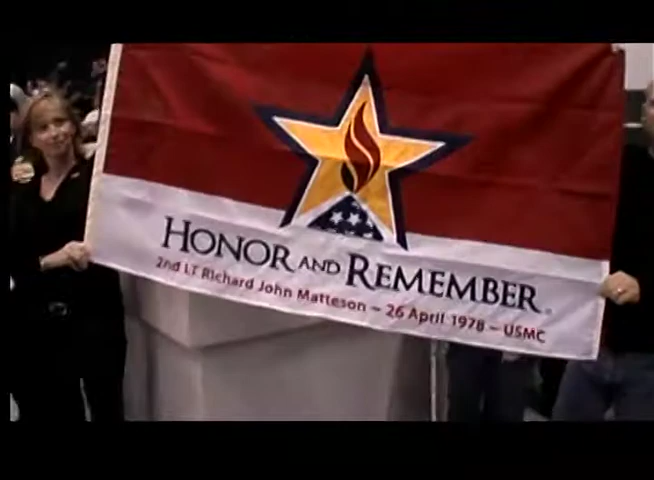 HONOR AND REMEMBER
2nd LT Richard John Matteson ~ 26 April 1978 ~ USMC